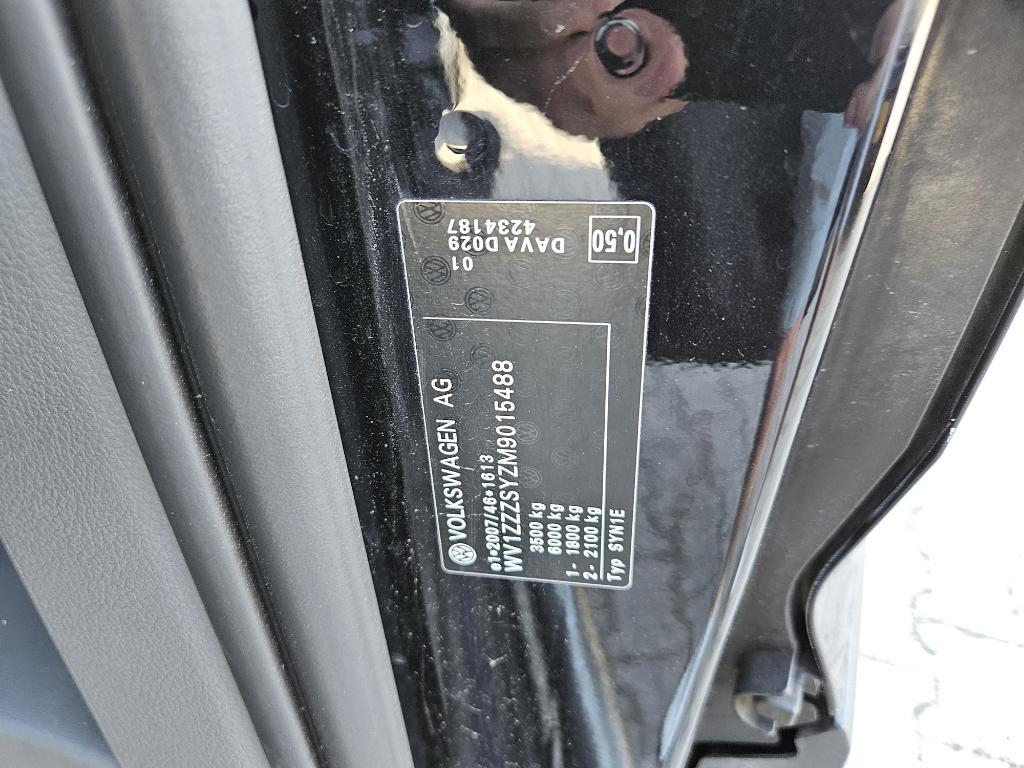 VOLKSWAGEN AG
e1*2007/46*1613
WV1ZZZSYZM9015488
3500 kg
6000 kg
1- 1800 kg
2- 2100 kg
Typ SYN1E
01
4234187
DAVA D029
0,50